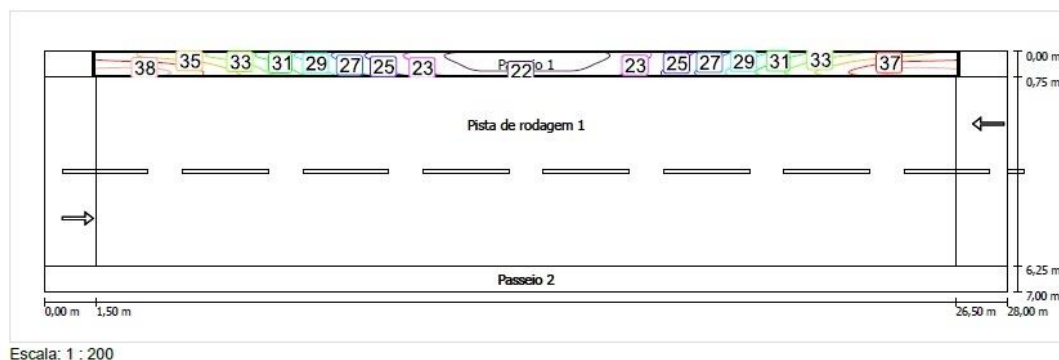 35 33 31 29 27 25 23 23 25 27 29 31 33 37
38 22
0,00 m
0,75 m
Pista de rodagem 1
Passeio 2
6,25 m
7,00 m
0,00 m 1,50 m 26,50 m 28,00 m
Escala: 1 : 200